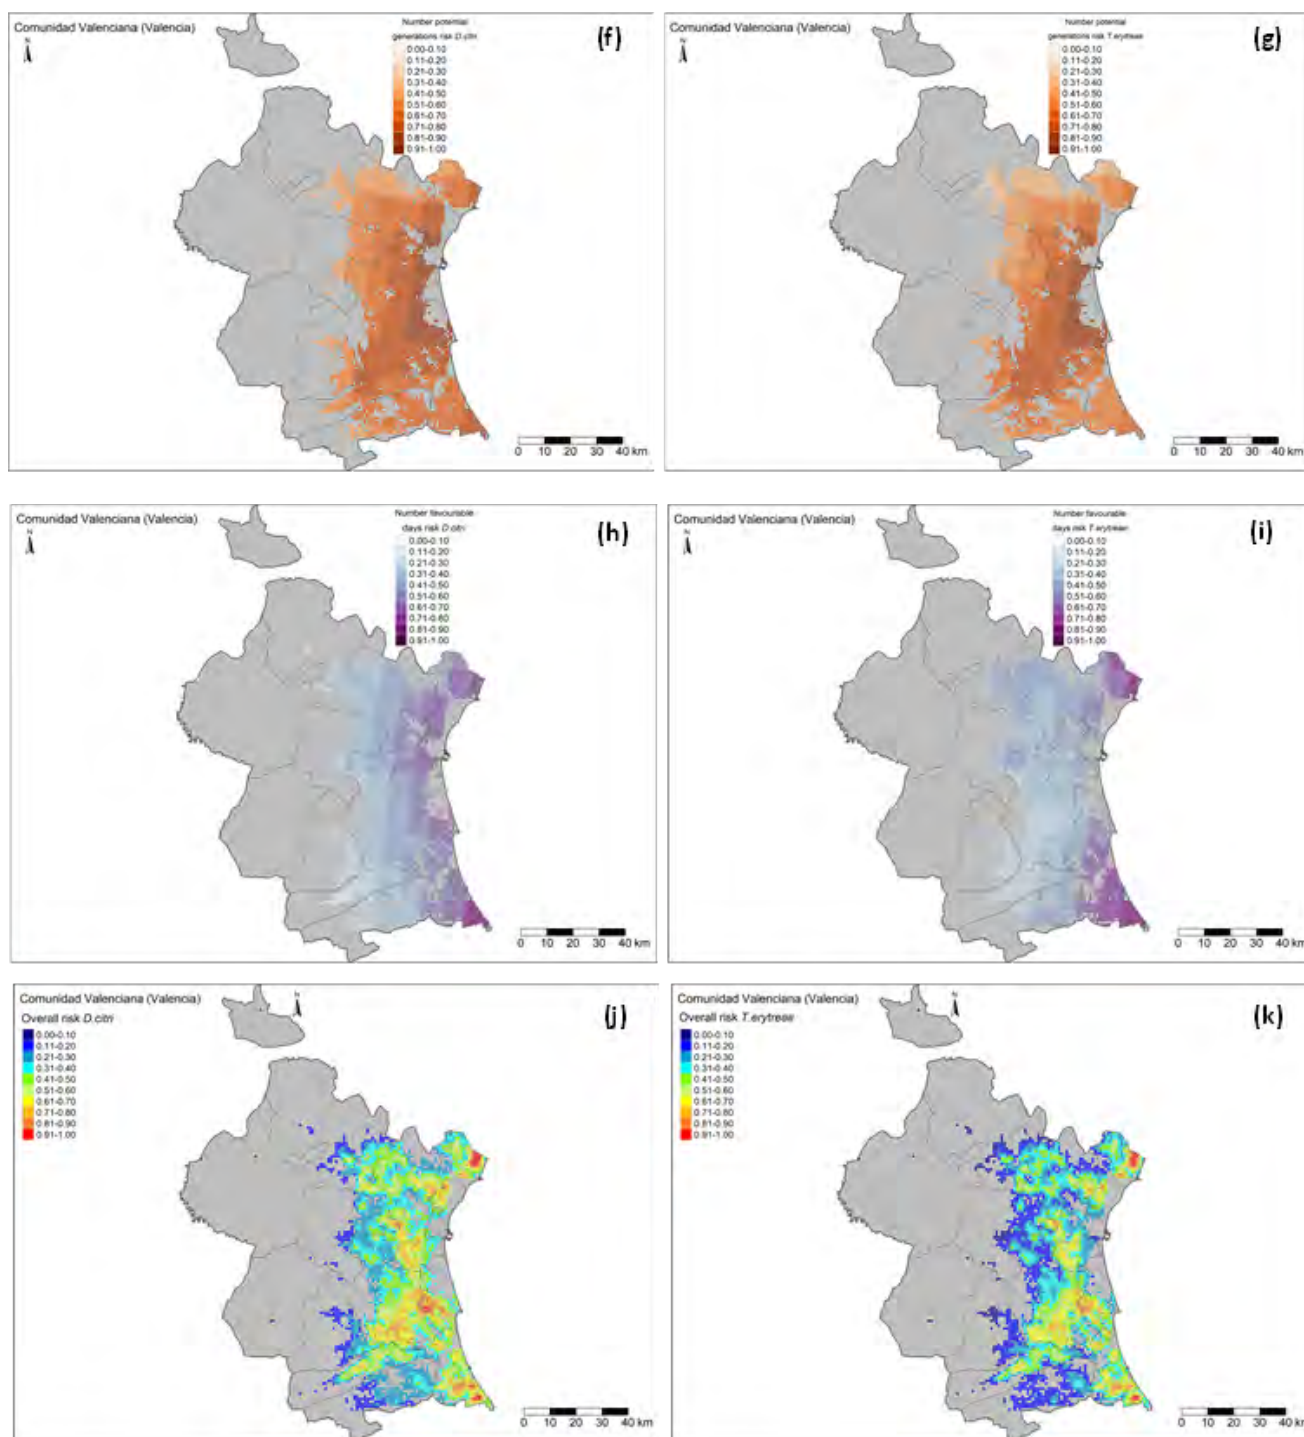 Comunidad Valenciana (Valencia)
N
Number potential
generations risk D.citri
0.00-0.10
0.11-0.20
0.21-0.30
0.31-0.40
0.41-0.50
0.51-0.60
0.61-0.70
0.71-0.80
0.81-0.90
0.91-1.00
(f)
0 10 20 30 40 km
Comunidad Valenciana (Valencia)
N
Number potential
generations risk T.erytreae
0.00-0.10
0.11-0.20
0.21-0.30
0.31-0.40
0.41-0.50
0.51-0.60
0.61-0.70
0.71-0.80
0.81-0.90
0.91-1.00
(g)
0 10 20 30 40 km
Comunidad Valenciana (Valencia)
N
Number favourable
days risk D.citri
0.00-0.10
0.11-0.20
0.21-0.30
0.31-0.40
0.41-0.50
0.51-0.60
0.61-0.70
0.71-0.80
0.81-0.90
0.91-1.00
(h)
0 10 20 30 40 km
Comunidad Valenciana (Valencia)
N
Number favourable
days risk T.erytreae
0.00-0.10
0.11-0.20
0.21-0.30
0.31-0.40
0.41-0.50
0.51-0.60
0.61-0.70
0.71-0.80
0.81-0.90
0.91-1.00
(i)
0 10 20 30 40 km
Comunidad Valenciana (Valencia)
N
Overall risk D.citri
0.00-0.10
0.11-0.20
0.21-0.30
0.31-0.40
0.41-0.50
0.51-0.60
0.61-0.70
0.71-0.80
0.81-0.90
0.91-1.00
(j)
0 10 20 30 40 km
Comunidad Valenciana (Valencia)
N
Overall risk T.erytreae
0.00-0.10
0.11-0.20
0.21-0.30
0.31-0.40
0.41-0.50
0.51-0.60
0.61-0.70
0.71-0.80
0.81-0.90
0.91-1.00
(k)
0 10 20 30 40 km